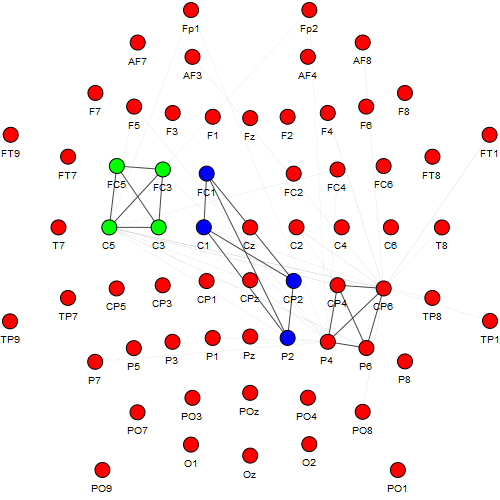 Fp1 Fp2
AF7 AF3 AF4 AF8
F7 F5 F3 F1 Fz F2 F4 F6 F8
FT9 FT7 FC5 FC3 FC1 FC2 FC4 FC6 FT8 FT1
T7 C5 C3 C1 Cz C2 C4 C6 T8
TP9 TP7 CP5 CP3 CP1 CPz CP2 CP4 CP6 TP8 TP1
P7 P5 P3 P1 Pz P2 P4 P6 P8
PO7 PO3 POz PO4 PO8
PO9 O1 Oz O2 PO1